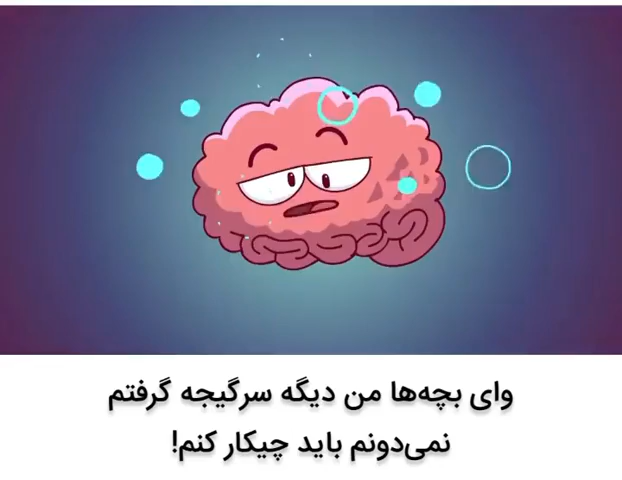 وای بچه‌ها من دیگه سرگیجه گرفتم
نمی‌دونم باید چیکار کنم!